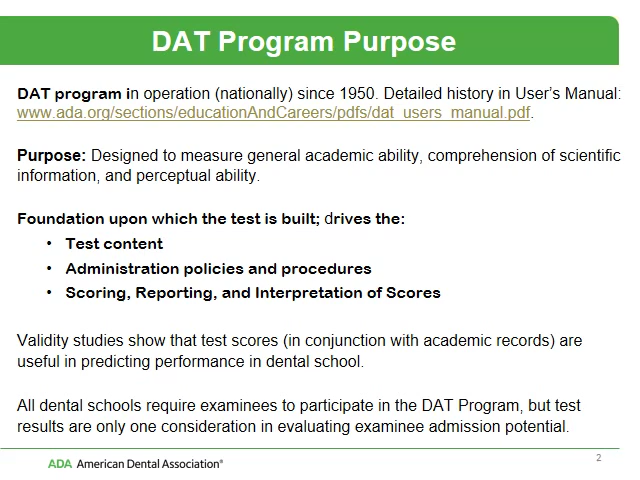 DAT Program Purpose
DAT program in operation (nationally) since 1950. Detailed history in User's Manual:
www.ada.org/sections/educationAndCareers/pdfs/dat_users_manual.pdf.
Purpose: Designed to measure general academic ability, comprehension of scientific
information, and perceptual ability.
Foundation upon which the test is built; drives the:
• Test content
• Administration policies and procedures
• Scoring, Reporting, and Interpretation of Scores
Validity studies show that test scores (in conjunction with academic records) are
useful in predicting performance in dental school.
All dental schools require examinees to participate in the DAT Program, but test
results are only one consideration in evaluating examinee admission potential.
ADA American Dental Association®
2